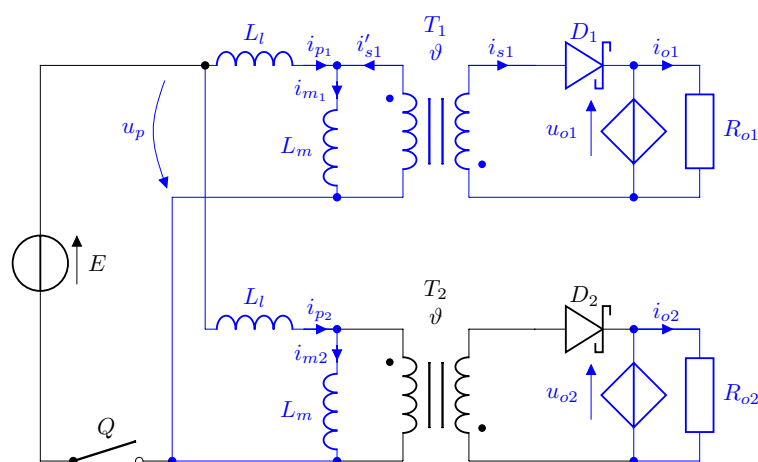 L_l
i_{p_1}
i'_{s1}
T_1
ϑ
i_{s1}
D_1
i_{o1}
i_{m_1}
u_p
L_m
u_{o1}
R_{o1}
E
L_l
i_{p_2}
T_2
ϑ
D_2
i_{o2}
i_{m2}
L_m
u_{o2}
R_{o2}
Q